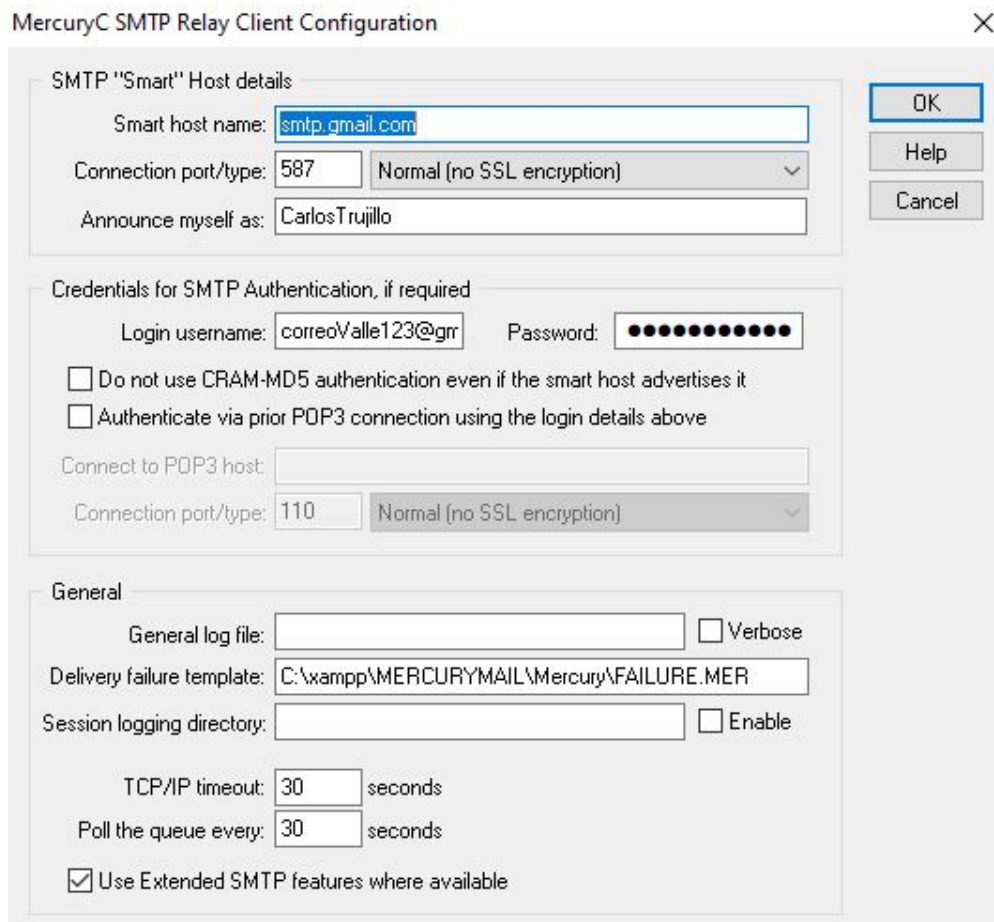 MercuryC SMTP Relay Client Configuration
SMTP "Smart" Host details
OK
Smart host name: smtp.gmail.com
Help
Connection port/type: 587 Normal (no SSL encryption)
Cancel
Announce myself as: CarlosTrujillo
Credentials for SMTP Authentication, if required
Login username: correoValle123@gm Password: ●●●●●●●●●●●
Do not use CRAM-MD5 authentication even if the smart host advertises it
Authenticate via prior POP3 connection using the login details above
Connect to POP3 host:
Connection port/type: 110 Normal (no SSL encryption)
General
General log file: Verbose
Delivery failure template: C:\xampp\MERCURYMAIL\Mercury\FAILURE.MER
Session logging directory: Enable
TCP/IP timeout: 30 seconds
Poll the queue every: 30 seconds
Use Extended SMTP features where available